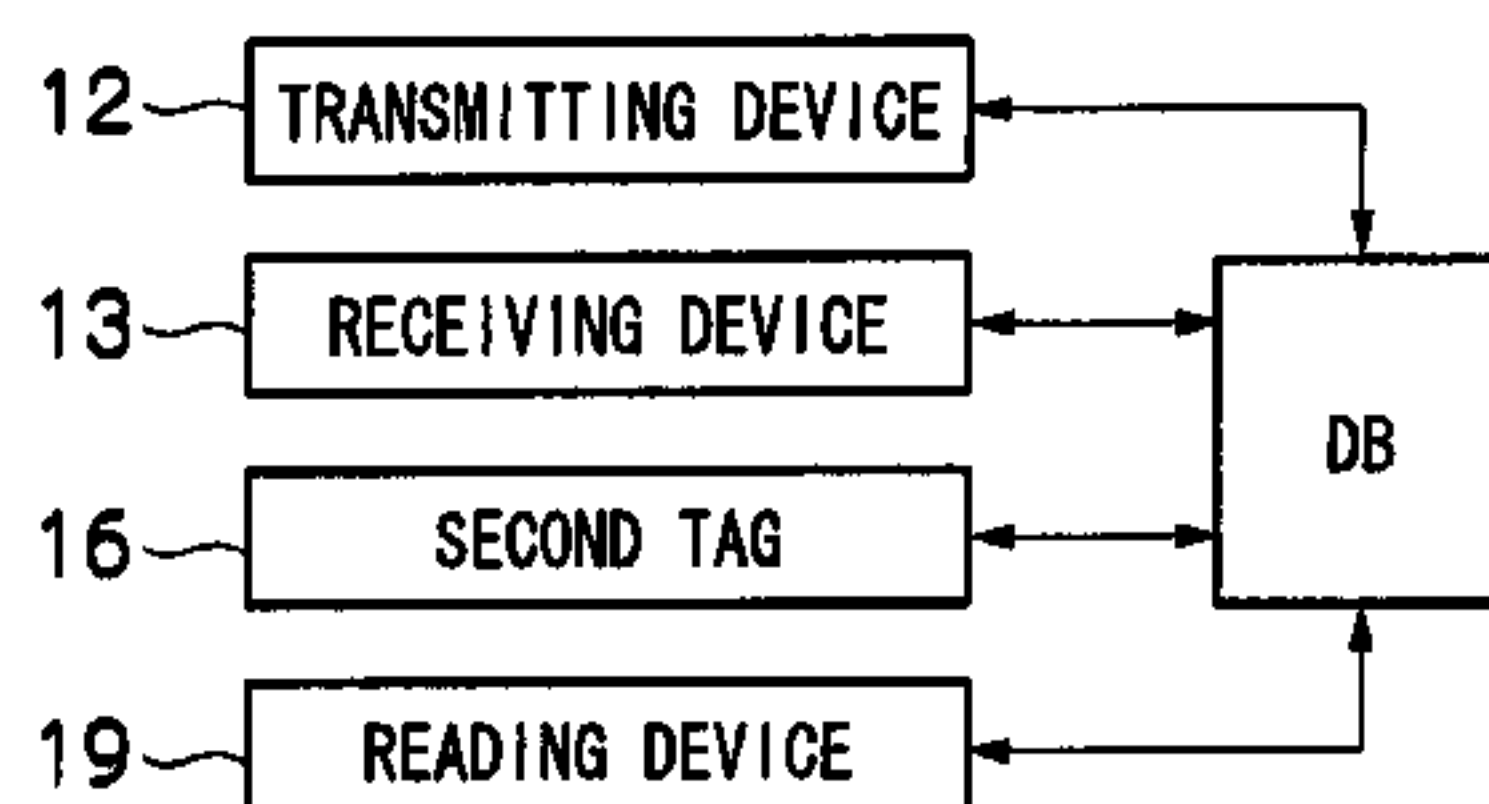 12 TRANSMITTING DEVICE
13 RECEIVING DEVICE
DB
16 SECOND TAG
19 READING DEVICE